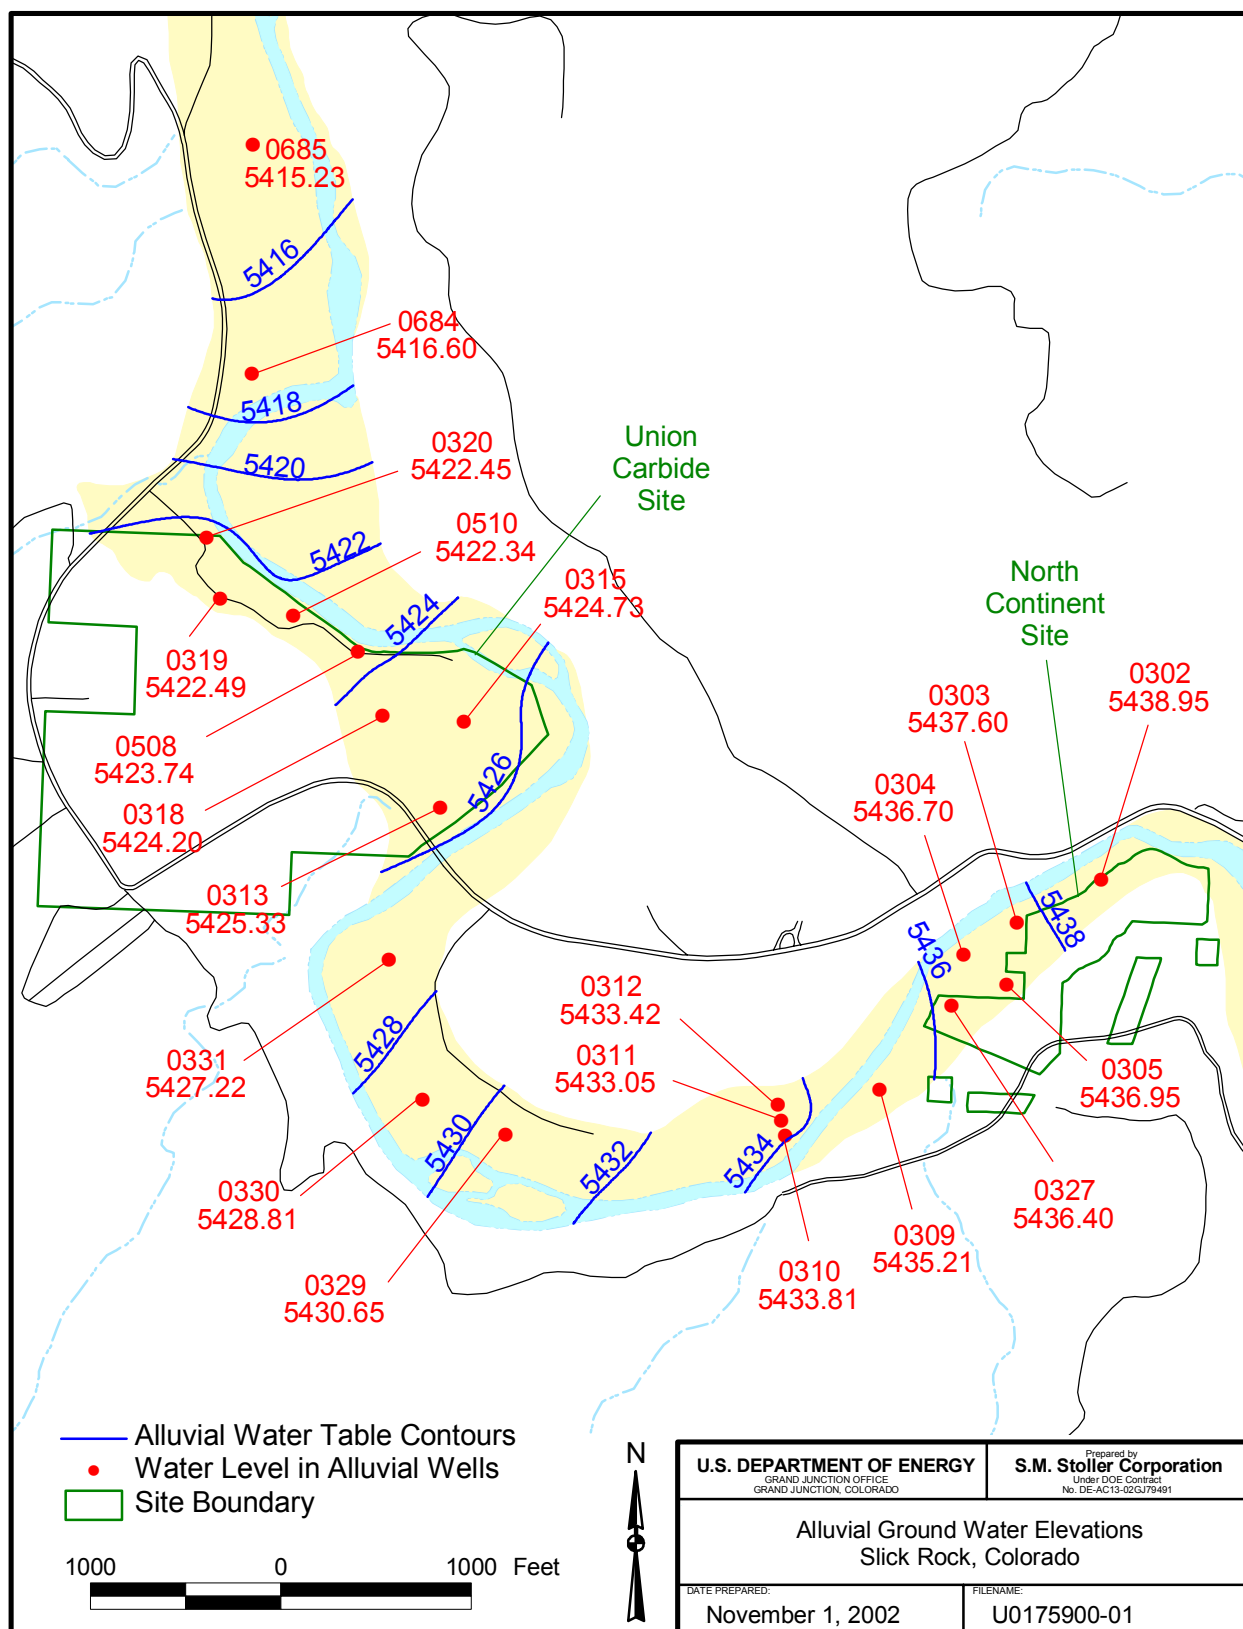 0685
5415.23
5416
0684
5416.60
5418
0320
5422.45
5420
Union
Carbide
Site
0510
5422.34
5422
0315
5424.73
5424
North
Continent
Site
0319
5422.49
0302
5438.95
0303
5437.60
0508
5423.74
5426
0304
5436.70
0318
5424.20
0313
5425.33
5438
5436
0312
5433.42
0311
5433.05
5428
0331
5427.22
0305
5436.95
5430
5432
5434
0330
5428.81
0327
5436.40
0309
5435.21
0329
5430.65
0310
5433.81
Alluvial Water Table Contours
Water Level in Alluvial Wells
Site Boundary
1000 0 1000 Feet
N
U.S. DEPARTMENT OF ENERGY
GRAND JUNCTION OFFICE
GRAND JUNCTION, COLORADO
Prepared by
S.M. Stoller Corporation
Under DOE Contract
No. DE-AC13-02GJ79491
Alluvial Ground Water Elevations
Slick Rock, Colorado
DATE PREPARED:
November 1, 2002
FILENAME:
U0175900-01